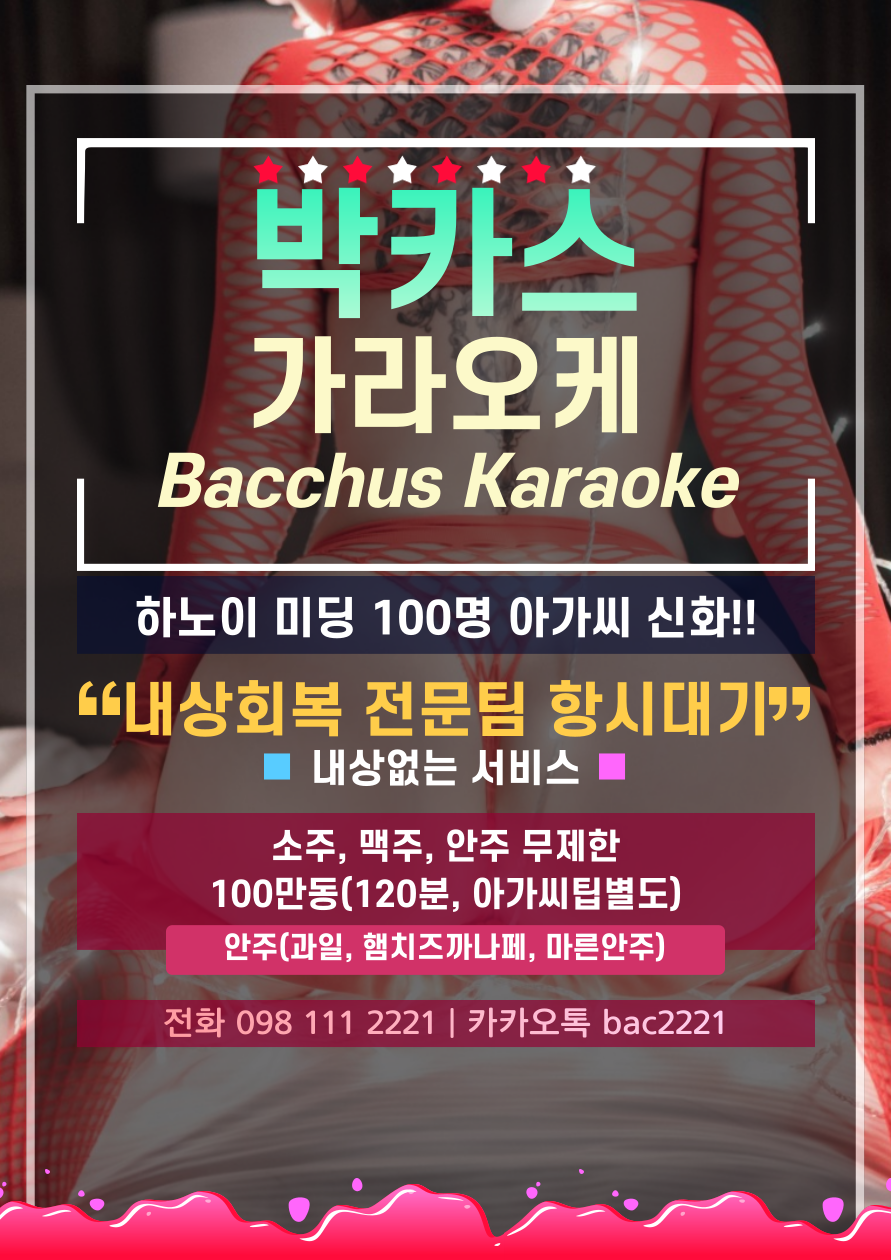 박카스
가라오케
Bacchus Karaoke
하노이 미딩 100명 아가씨 신화!!
“내상회복 전문팀 항시대기”
내상없는 서비스
소주, 맥주, 안주 무제한
100만동(120분, 아가씨팁별도)
안주(과일, 햄치즈까나페, 마른안주)
전화 098 111 2221 | 카카오톡 bac2221